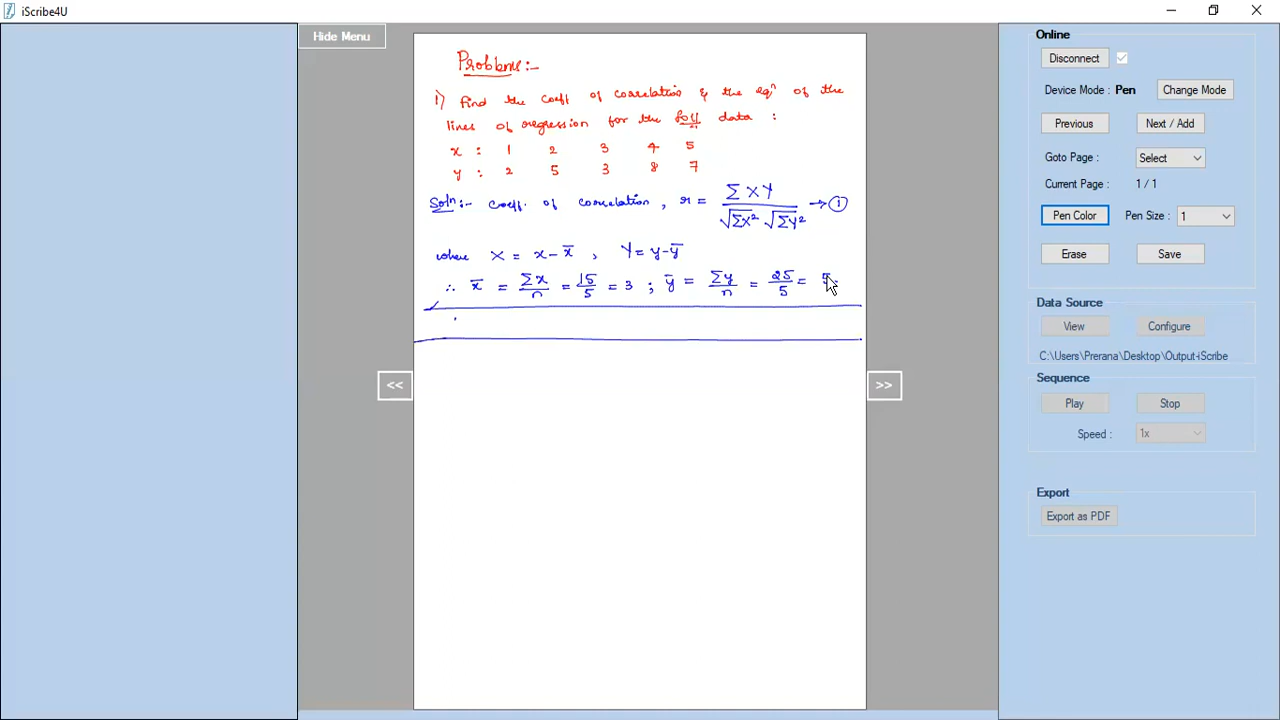 iScribe4U
Hide Menu
Problems:-
1) Find the coeff of correlation & the eqⁿ of the
lines of regression for the foll data :
x : 1 2 3 4 5
y : 2 5 3 8 7
Solⁿ:- coeff. of correlation, r = ΣXY / √ΣX² √ΣY² → ①
where X = x - x̄ , Y = y - ȳ
∴ x̄ = Σx/n = 15/5 = 3 ; ȳ = Σy/n = 25/5 = 5
<<
>>
Online
Disconnect
Device Mode : Pen Change Mode
Previous Next / Add
Goto Page : Select
Current Page : 1 / 1
Pen Color Pen Size : 1
Erase Save
Data Source
View Configure
C:\Users\Prerana\Desktop\Output-iScribe
Sequence
Play Stop
Speed : 1x
Export
Export as PDF